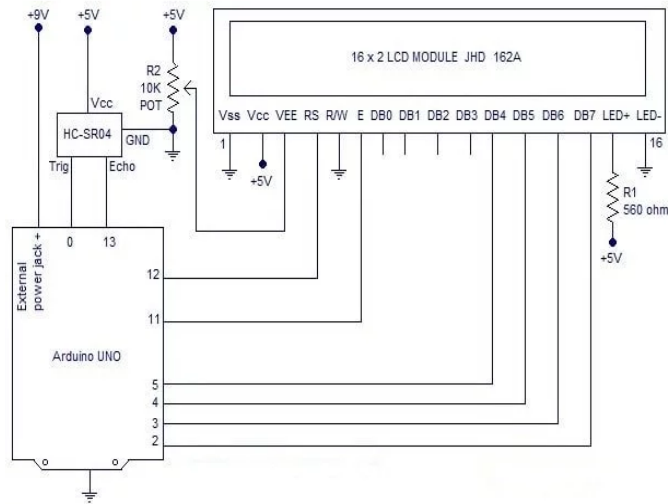 +9V
+5V
+5V
R2
10K
POT
16 x 2 LCD MODULE JHD 162A
Vss Vcc VEE RS R/W E DB0 DB1 DB2 DB3 DB4 DB5 DB6 DB7 LED+ LED-
1
16
Vcc
HC-SR04
GND
Trig
Echo
+5V
R1
560 ohm
+5V
External
power jack +
0
13
12
11
Arduino UNO
5
4
3
2